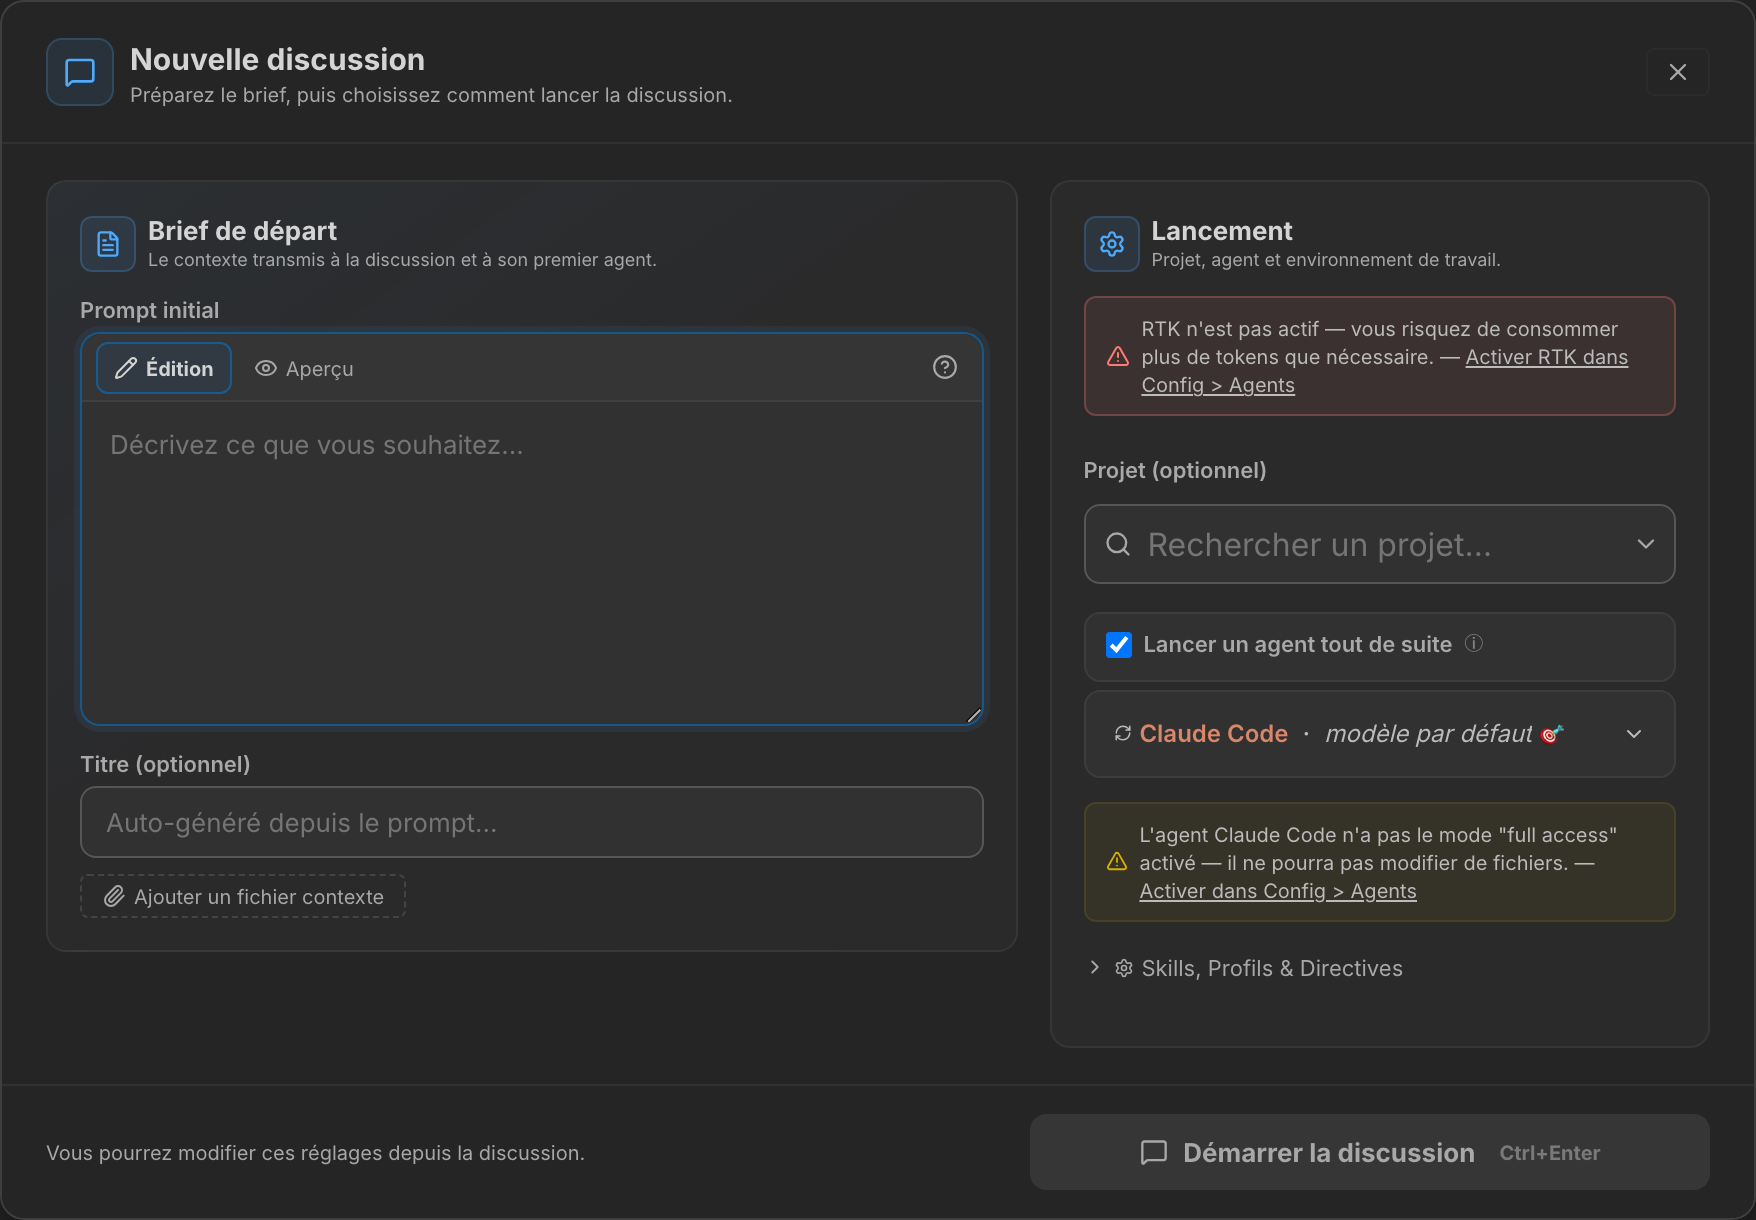 Nouvelle discussion
Préparez le brief, puis choisissez comment lancer la discussion.
Brief de départ
Le contexte transmis à la discussion et à son premier agent.
Prompt initial
Édition
Aperçu
Décrivez ce que vous souhaitez...
Titre (optionnel)
Auto-généré depuis le prompt...
Ajouter un fichier contexte
Lancement
Projet, agent et environnement de travail.
RTK n'est pas actif — vous risquez de consommer
plus de tokens que nécessaire. — Activer RTK dans
Config > Agents
Projet (optionnel)
Rechercher un projet...
Lancer un agent tout de suite
Claude Code · modèle par défaut
L'agent Claude Code n'a pas le mode "full access"
activé — il ne pourra pas modifier de fichiers. —
Activer dans Config > Agents
Skills, Profils & Directives
Vous pourrez modifier ces réglages depuis la discussion.
Démarrer la discussion Ctrl+Enter